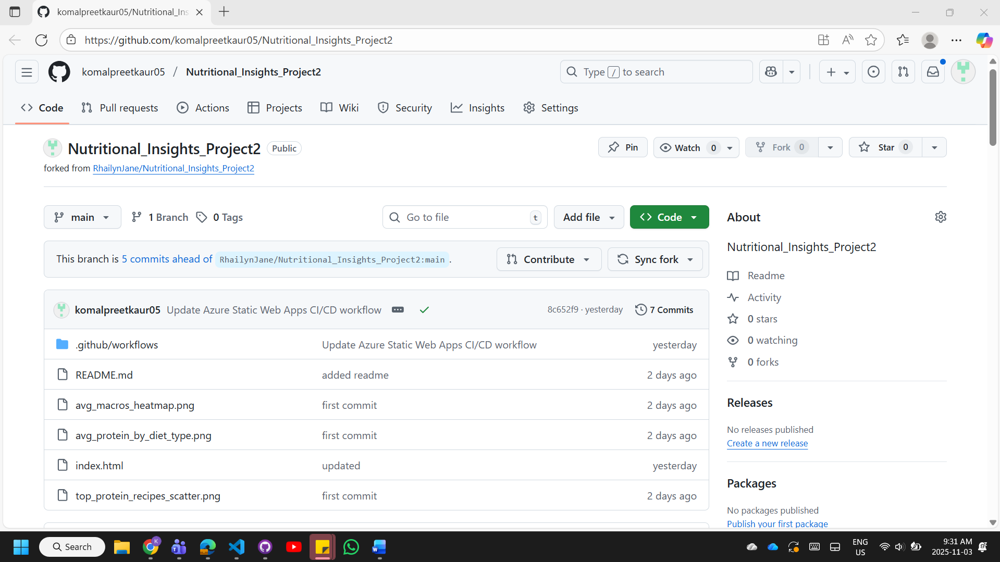 komalpreetkaur05/Nutritional_Ins
https://github.com/komalpreetkaur05/Nutritional_Insights_Project2
komalpreetkaur05 / Nutritional_Insights_Project2
Type / to search
Code
Pull requests
Actions
Projects
Wiki
Security
Insights
Settings
Nutritional_Insights_Project2
Public
Pin
Watch 0
Fork 0
Star 0
forked from RhailynJane/Nutritional_Insights_Project2
main
1 Branch
0 Tags
Go to file
t
Add file
Code
This branch is 5 commits ahead of RhailynJane/Nutritional_Insights_Project2:main .
Contribute
Sync fork
komalpreetkaur05 Update Azure Static Web Apps CI/CD workflow
8c652f9 · yesterday
7 Commits
.github/workflows Update Azure Static Web Apps CI/CD workflow yesterday
README.md added readme 2 days ago
avg_macros_heatmap.png first commit 2 days ago
avg_protein_by_diet_type.png first commit 2 days ago
index.html updated yesterday
top_protein_recipes_scatter.png first commit 2 days ago
About
Nutritional_Insights_Project2
Readme
Activity
0 stars
0 watching
0 forks
Releases
No releases published
Create a new release
Packages
No packages published
Publish your first package
Search
K
ENG
US
9:31 AM
2025-11-03